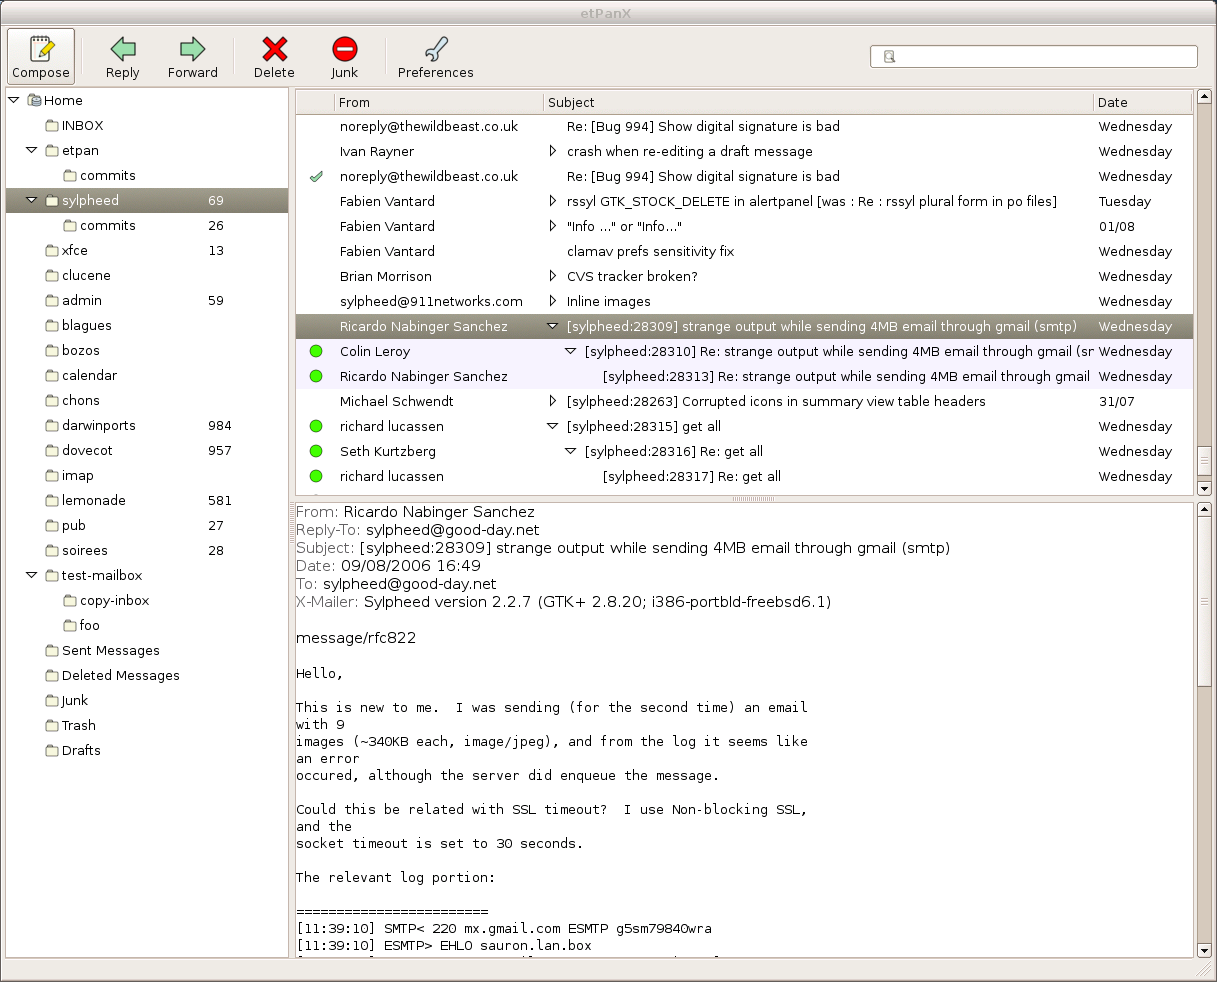 etPanX
Compose Reply Forward Delete Junk Preferences
Home
INBOX
etpan
commits
sylpheed 69
commits 26
xfce 13
clucene
admin 59
blagues
bozos
calendar
chons
darwinports 984
dovecot 957
imap
lemonade 581
pub 27
soirees 28
test-mailbox
copy-inbox
foo
Sent Messages
Deleted Messages
Junk
Trash
Drafts
From Subject Date
noreply@thewildbeast.co.uk Re: [Bug 994] Show digital signature is bad Wednesday
Ivan Rayner crash when re-editing a draft message Wednesday
noreply@thewildbeast.co.uk Re: [Bug 994] Show digital signature is bad Wednesday
Fabien Vantard rssyl GTK_STOCK_DELETE in alertpanel [was : Re : rssyl plural form in po files] Tuesday
Fabien Vantard "Info ..." or "Info..." 01/08
Fabien Vantard clamav prefs sensitivity fix Wednesday
Brian Morrison CVS tracker broken? Wednesday
sylpheed@911networks.com Inline images Wednesday
Ricardo Nabinger Sanchez [sylpheed:28309] strange output while sending 4MB email through gmail (smtp) Wednesday
Colin Leroy [sylpheed:28310] Re: strange output while sending 4MB email through gmail (sr Wednesday
Ricardo Nabinger Sanchez [sylpheed:28313] Re: strange output while sending 4MB email through gmail Wednesday
Michael Schwendt [sylpheed:28263] Corrupted icons in summary view table headers 31/07
richard lucassen [sylpheed:28315] get all Wednesday
Seth Kurtzberg [sylpheed:28316] Re: get all Wednesday
richard lucassen [sylpheed:28317] Re: get all Wednesday
From: Ricardo Nabinger Sanchez
Reply-To: sylpheed@good-day.net
Subject: [sylpheed:28309] strange output while sending 4MB email through gmail (smtp)
Date: 09/08/2006 16:49
To: sylpheed@good-day.net
X-Mailer: Sylpheed version 2.2.7 (GTK+ 2.8.20; i386-portbld-freebsd6.1)
message/rfc822
Hello,
This is new to me.  I was sending (for the second time) an email
with 9
images (~340KB each, image/jpeg), and from the log it seems like
an error
occured, although the server did enqueue the message.
Could this be related with SSL timeout?  I use Non-blocking SSL,
and the
socket timeout is set to 30 seconds.
The relevant log portion:
========================
[11:39:10] SMTP< 220 mx.gmail.com ESMTP g5sm79840wra
[11:39:10] ESMTP> EHLO sauron.lan.box